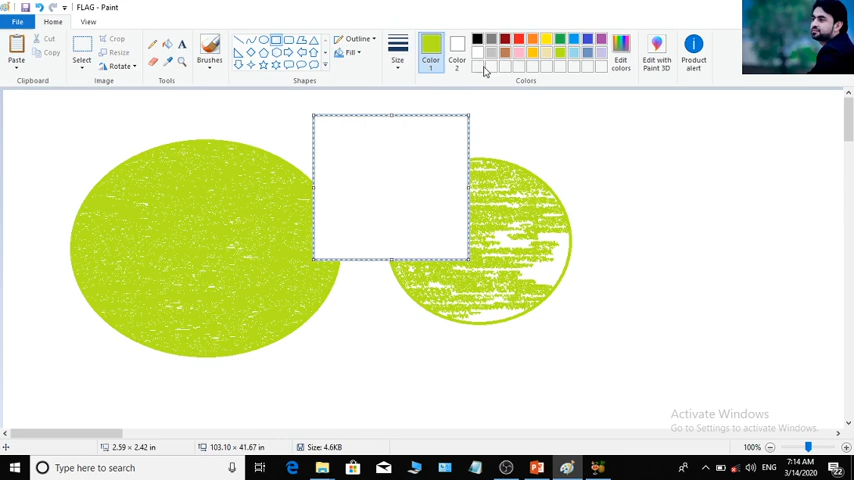 FLAG - Paint
File Home View
Paste
Cut
Copy
Clipboard
Select
Crop
Resize
Rotate
Image
A
Tools
Brushes
Outline
Fill
Shapes
Size
Color
1
Color
2
Edit
colors
Colors
Edit with
Paint 3D
Product
alert
Activate Windows
Go to Settings to activate Windows.
2.59 × 2.42 in
103.10 × 41.67 in
Size: 4.6KB
100%
Type here to search
ENG
7:14 AM
3/14/2020
22